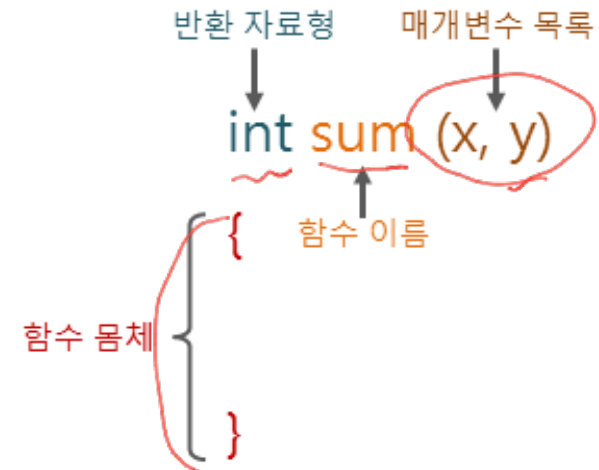 반환 자료형 매개변수 목록
int sum (x, y)
{ 함수 이름
함수 몸체
}